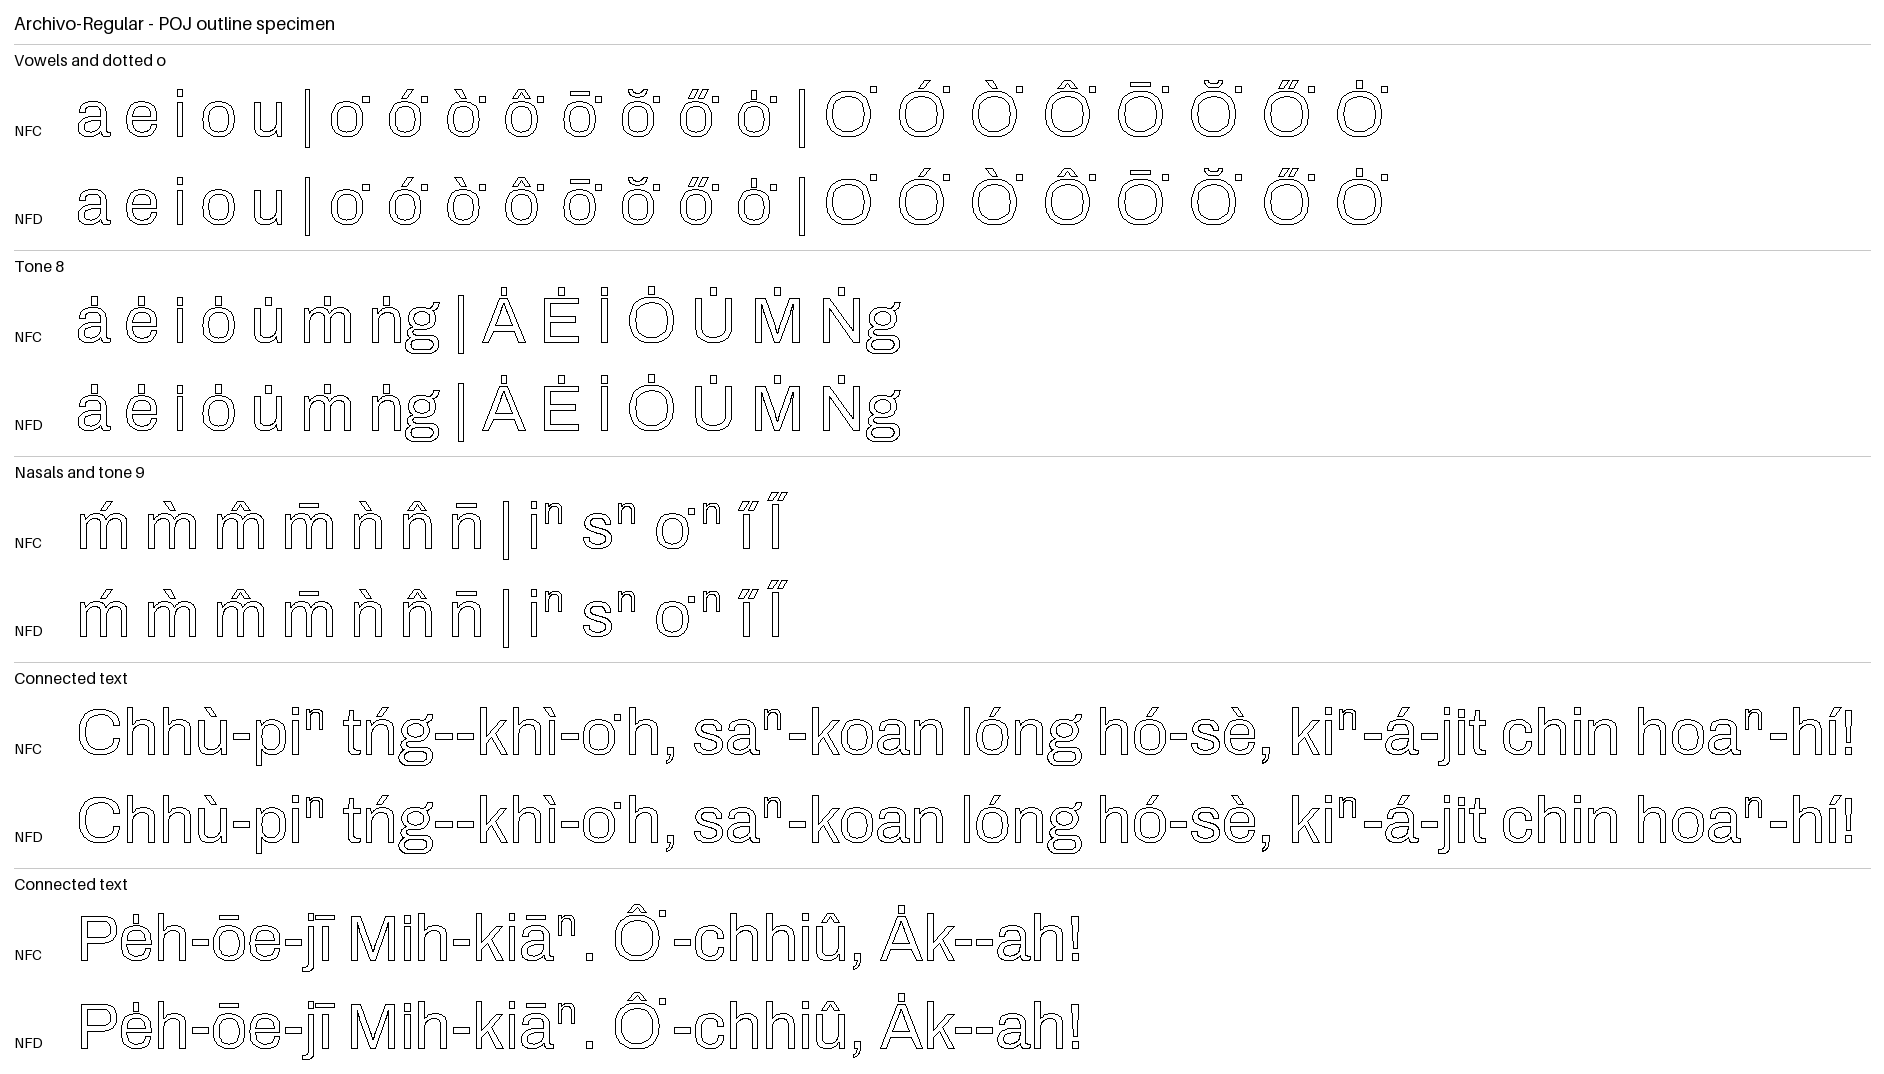 Archivo-Regular - POJ outline specimen
Vowels and dotted o
NFC a e i o u | o͘ ó͘ ò͘ ô͘ ō͘ ŏ͘ ő͘ o̍͘ | O͘ Ó͘ Ò͘ Ô͘ Ō͘ Ŏ͘ Ő͘ O̍͘
NFD a e i o u | o͘ ó͘ ò͘ ô͘ ō͘ ŏ͘ ő͘ o̍͘ | O͘ Ó͘ Ò͘ Ô͘ Ō͘ Ŏ͘ Ő͘ O̍͘
Tone 8
NFC a̍ e̍ i̍ o̍ u̍ m̍ n̍g | A̍ E̍ I̍ O̍ U̍ M̍ N̍g
NFD a̍ e̍ i̍ o̍ u̍ m̍ n̍g | A̍ E̍ I̍ O̍ U̍ M̍ N̍g
Nasals and tone 9
NFC ḿ m̀ m̂ m̄ ǹ n̂ n̄ | iⁿ sⁿ o͘ⁿ i̋ I̋
NFD ḿ m̀ m̂ m̄ ǹ n̂ n̄ | iⁿ sⁿ o͘ⁿ i̋ I̋
Connected text
NFC Chhù-piⁿ tńg--khì-o͘h, saⁿ-koan lóng hó-sè, kiⁿ-á-jit chin hoaⁿ-hí!
NFD Chhù-piⁿ tńg--khì-o͘h, saⁿ-koan lóng hó-sè, kiⁿ-á-jit chin hoaⁿ-hí!
Connected text
NFC Pe̍h-ōe-jī Mih-kiāⁿ. Ô͘-chhiû, A̍k--ah!
NFD Pe̍h-ōe-jī Mih-kiāⁿ. Ô͘-chhiû, A̍k--ah!